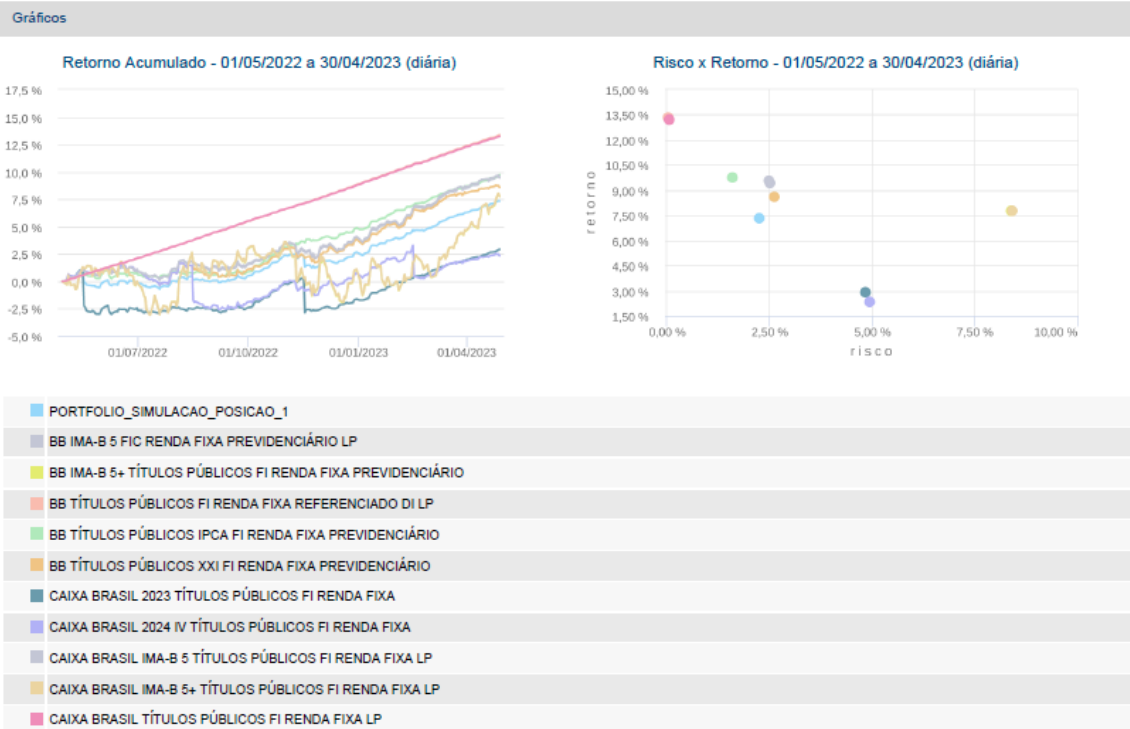 Gráficos
Retorno Acumulado - 01/05/2022 a 30/04/2023 (diária)
17,5 %
15,0 %
12,5 %
10,0 %
7,5 %
5,0 %
2,5 %
0,0 %
-2,5 %
-5,0 %
01/07/2022
01/10/2022
01/01/2023
01/04/2023
Risco x Retorno - 01/05/2022 a 30/04/2023 (diária)
15,00 %
13,50 %
12,00 %
10,50 %
9,00 %
7,50 %
6,00 %
4,50 %
3,00 %
1,50 %
retorno
0,00 %
2,50 %
5,00 %
7,50 %
10,00 %
risco
PORTFOLIO_SIMULACAO_POSICAO_1
BB IMA-B 5 FIC RENDA FIXA PREVIDENCIÁRIO LP
BB IMA-B 5+ TÍTULOS PÚBLICOS FI RENDA FIXA PREVIDENCIÁRIO
BB TÍTULOS PÚBLICOS FI RENDA FIXA REFERENCIADO DI LP
BB TÍTULOS PÚBLICOS IPCA FI RENDA FIXA PREVIDENCIÁRIO
BB TÍTULOS PÚBLICOS XXI FI RENDA FIXA PREVIDENCIÁRIO
CAIXA BRASIL 2023 TÍTULOS PÚBLICOS FI RENDA FIXA
CAIXA BRASIL 2024 IV TÍTULOS PÚBLICOS FI RENDA FIXA
CAIXA BRASIL IMA-B 5 TÍTULOS PÚBLICOS FI RENDA FIXA LP
CAIXA BRASIL IMA-B 5+ TÍTULOS PÚBLICOS FI RENDA FIXA LP
CAIXA BRASIL TÍTULOS PÚBLICOS FI RENDA FIXA LP